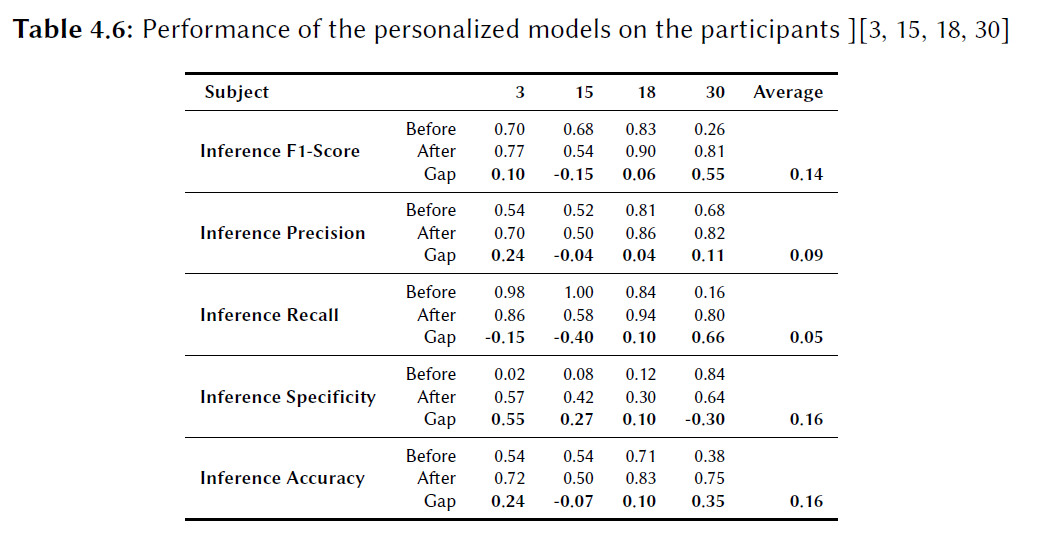 Table 4.6: Performance of the personalized models on the participants ][3, 15, 18, 30]
Subject 3 15 18 30 Average
Before 0.70 0.68 0.83 0.26
Inference F1-Score After 0.77 0.54 0.90 0.81
Gap 0.10 -0.15 0.06 0.55 0.14
Before 0.54 0.52 0.81 0.68
Inference Precision After 0.70 0.50 0.86 0.82
Gap 0.24 -0.04 0.04 0.11 0.09
Before 0.98 1.00 0.84 0.16
Inference Recall After 0.86 0.58 0.94 0.80
Gap -0.15 -0.40 0.10 0.66 0.05
Before 0.02 0.08 0.12 0.84
Inference Specificity After 0.57 0.42 0.30 0.64
Gap 0.55 0.27 0.10 -0.30 0.16
Before 0.54 0.54 0.71 0.38
Inference Accuracy After 0.72 0.50 0.83 0.75
Gap 0.24 -0.07 0.10 0.35 0.16